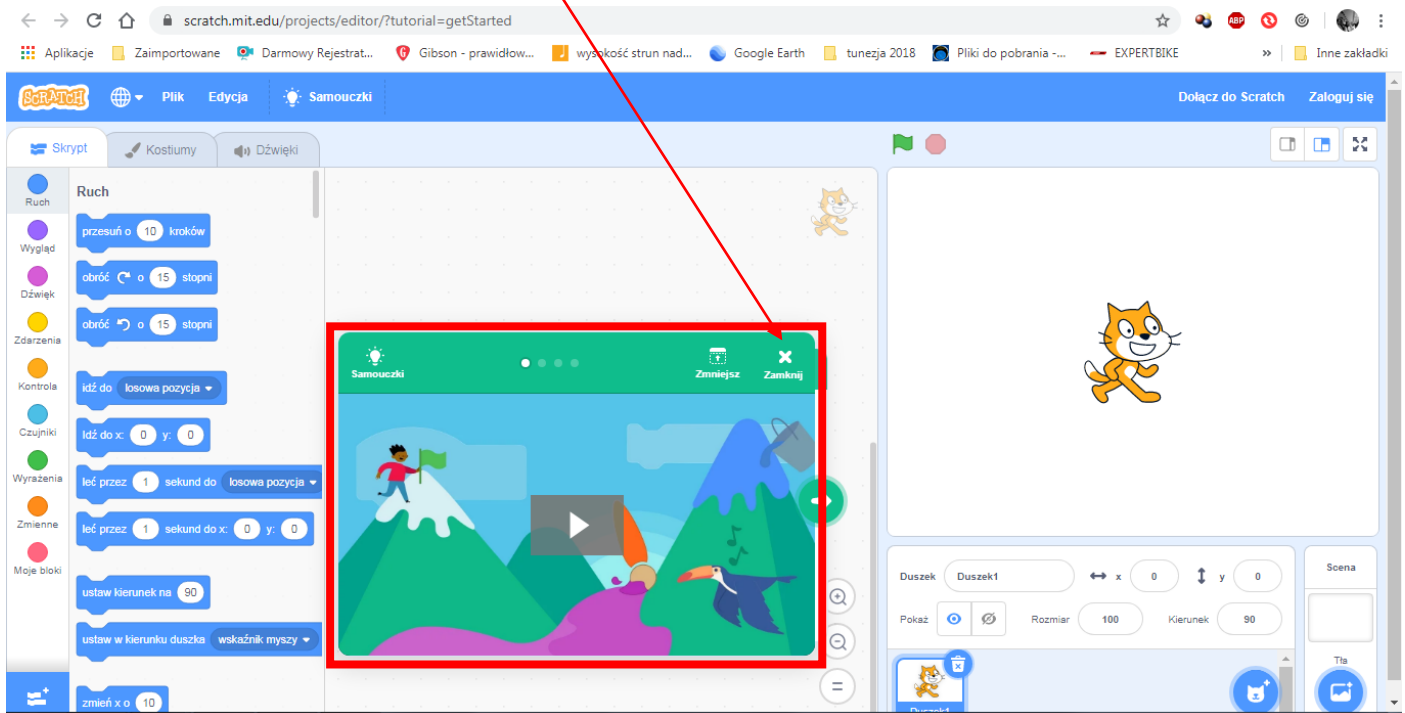 scratch.mit.edu/projects/editor/?tutorial=getStarted
ABP
Aplikacje Zaimportowane Darmowy Rejestrat... Gibson - prawidłow... wysokość strun nad... Google Earth tunezja 2018 Pliki do pobrania -... EXPERTBIKE » Inne zakładki
SCRATCH Plik Edycja Samouczki Dołącz do Scratch Zaloguj się
Skrypt Kostiumy Dźwięki
Ruch
Wygląd
Dźwięk
Zdarzenia
Kontrola
Czujniki
Wyrażenia
Zmienne
Moje bloki
Ruch
przesuń o 10 kroków
obróć o 15 stopni
obróć o 15 stopni
idź do losowa pozycja
Idź do x: 0 y: 0
leć przez 1 sekund do losowa pozycja
leć przez 1 sekund do x: 0 y: 0
ustaw kierunek na 90
ustaw w kierunku duszka wskaźnik myszy
zmień x o 10
Samouczki Zmniejsz Zamknij
Duszek Duszek1 x 0 y 0
Pokaż Rozmiar 100 Kierunek 90
Duszek1
Scena
Tła